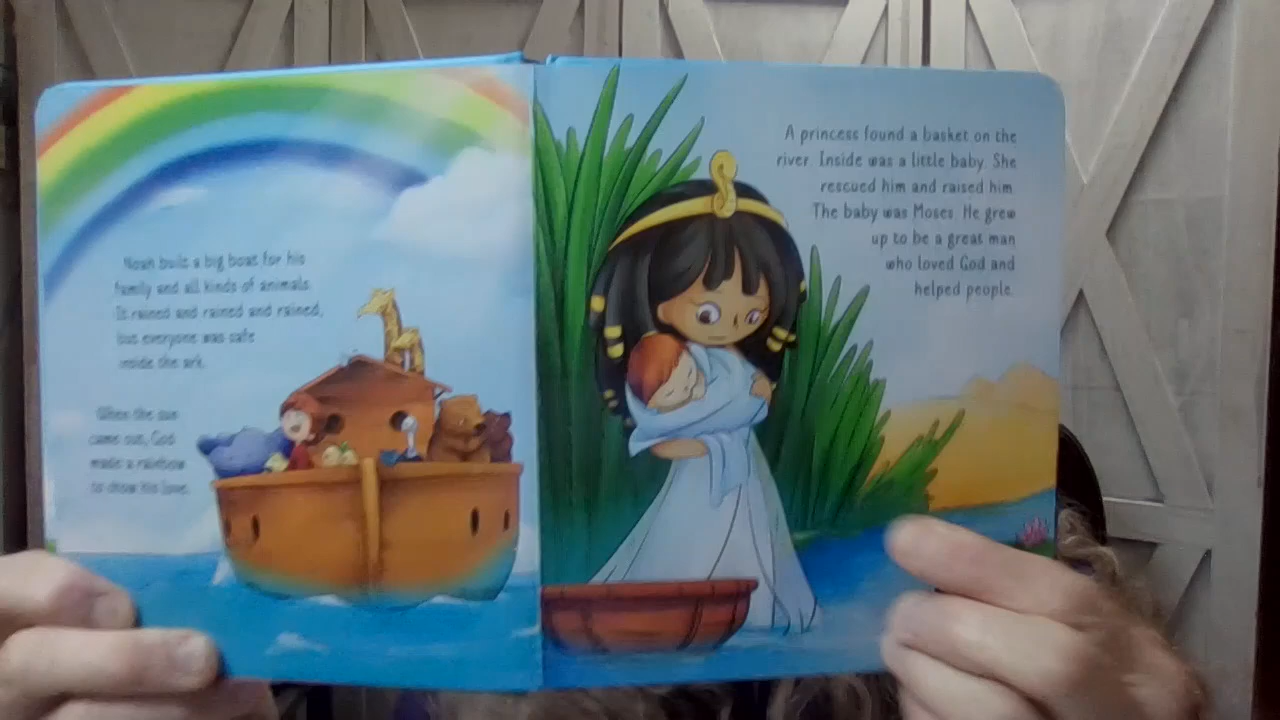 Noah built a big boat for his
family and all kinds of animals.
It rained and rained and rained,
but everyone was safe
inside the ark.
When the sun
came out, God
made a rainbow
to show his love.
A princess found a basket on the
river. Inside was a little baby. She
rescued him and raised him.
The baby was Moses. He grew
up to be a great man
who loved God and
helped people.